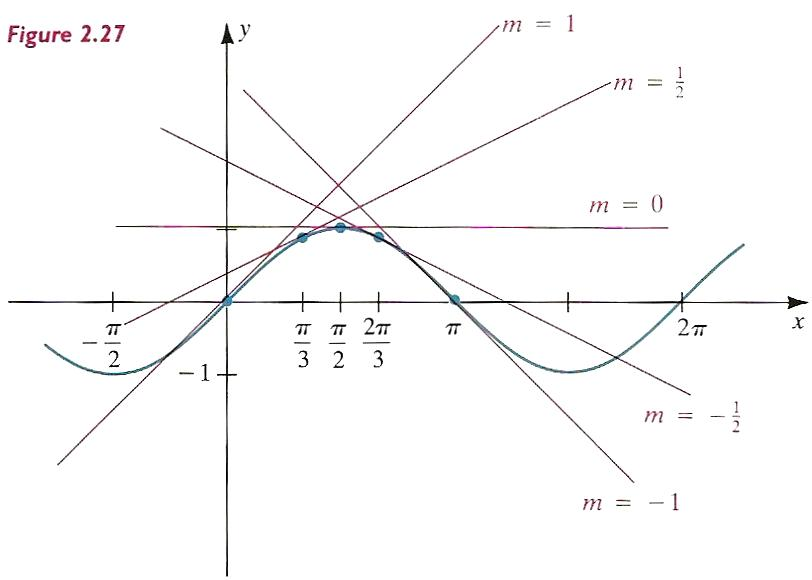 Figure 2.27
y
m = 1
m = 1/2
m = 0
-π/2
π/3
π/2
2π/3
π
2π
x
-1
m = -1/2
m = -1